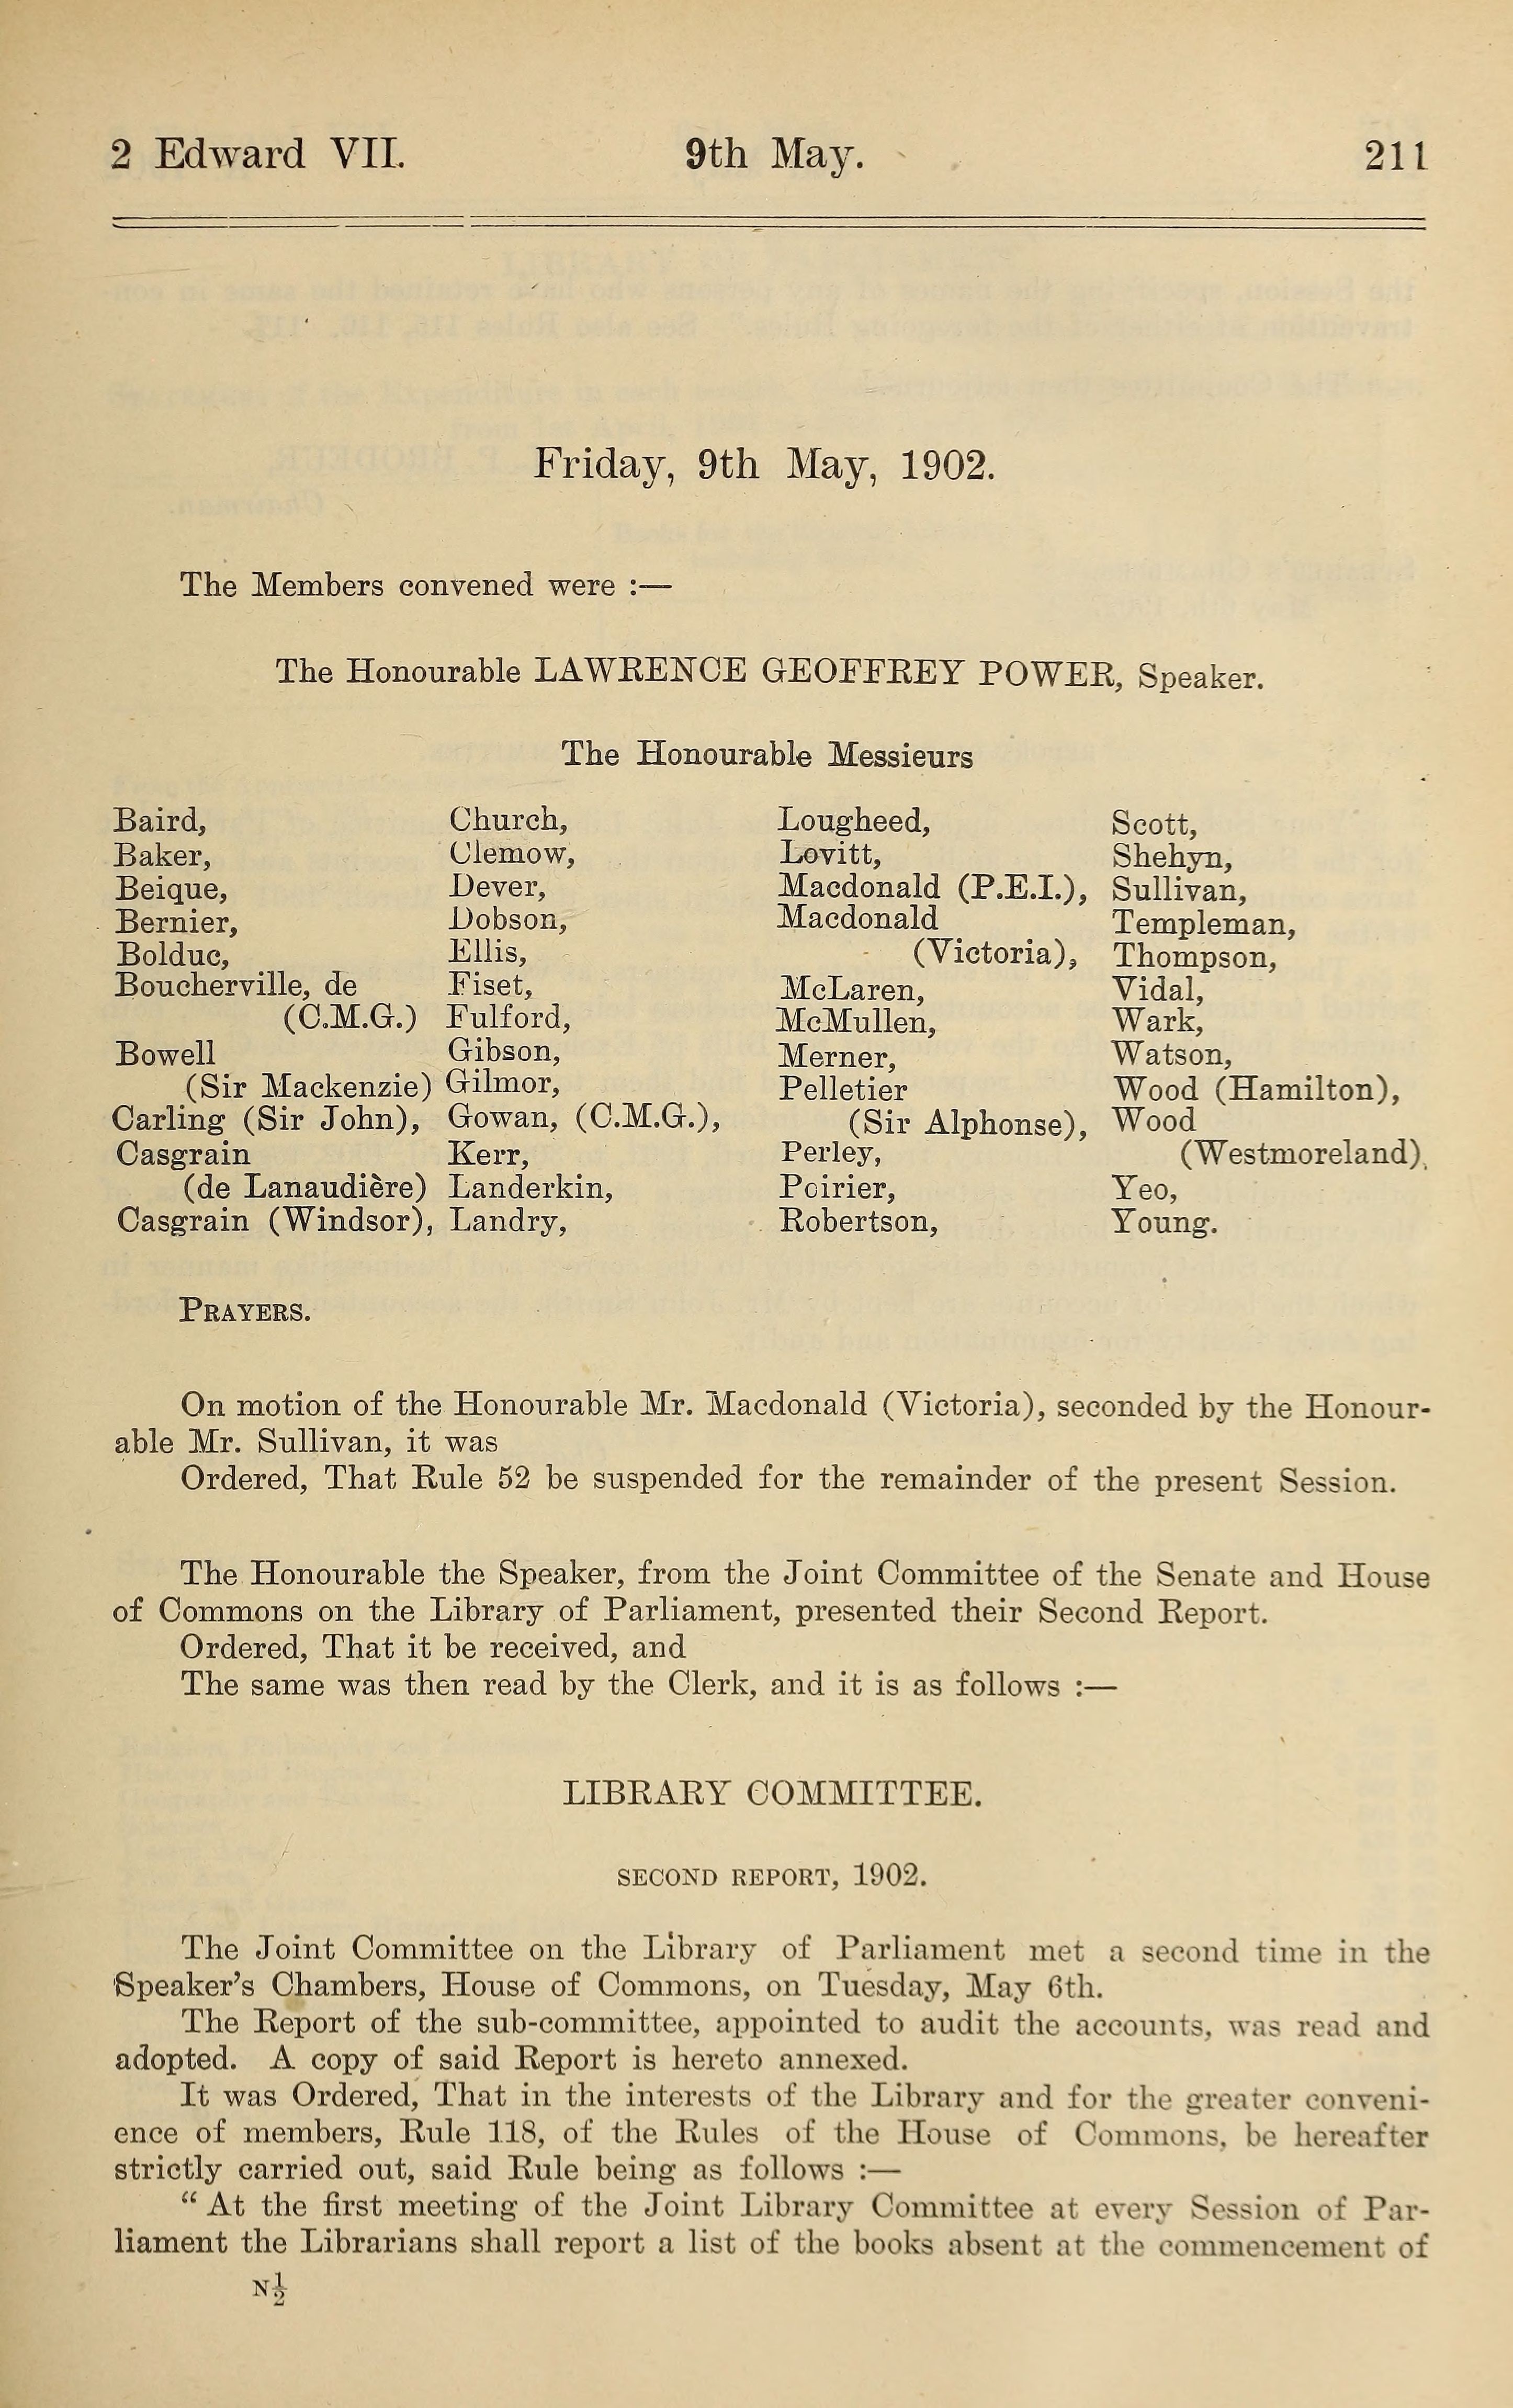 2 Edward VII. 9th May. 211
Friday, 9th May, 1902.
The Members convened were :—
The Honourable LAWRENCE GEOFFREY POWER, Speaker.
The Honourable Messieurs
Baird,
Baker,
Beique,
Bernier,
Bolduc,
Boucherville, de
(C.M.G.)
Bowell
(Sir Mackenzie)
Carling (Sir John),
Casgrain
(de Lanaudière)
Casgrain (Windsor),
Church,
Clemow,
Dever,
Dobson,
Ellis,
Fiset,
Fulford,
Gibson,
Gilmor,
Gowan, (C.M.G.),
Kerr,
Landerkin,
Landry,
Lougheed,
Lovitt,
Macdonald (P.E.I.),
Macdonald
(Victoria),
McLaren,
McMullen,
Merner,
Pelletier
(Sir Alphonse),
Perley,
Poirier,
Robertson,
Scott,
Shehyn,
Sullivan,
Templeman,
Thompson,
Vidal,
Wark,
Watson,
Wood (Hamilton),
Wood
(Westmoreland),
Yeo,
Young.
PRAYERS.
On motion of the Honourable Mr. Macdonald (Victoria), seconded by the Honour-
able Mr. Sullivan, it was
Ordered, That Rule 52 be suspended for the remainder of the present Session.
The Honourable the Speaker, from the Joint Committee of the Senate and House
of Commons on the Library of Parliament, presented their Second Report.
Ordered, That it be received, and
The same was then read by the Clerk, and it is as follows :—
LIBRARY COMMITTEE.
SECOND REPORT, 1902.
The Joint Committee on the Library of Parliament met a second time in the
Speaker's Chambers, House of Commons, on Tuesday, May 6th.
The Report of the sub-committee, appointed to audit the accounts, was read and
adopted. A copy of said Report is hereto annexed.
It was Ordered, That in the interests of the Library and for the greater conveni-
ence of members, Rule 118, of the Rules of the House of Commons, be hereafter
strictly carried out, said Rule being as follows :—
" At the first meeting of the Joint Library Committee at every Session of Par-
liament the Librarians shall report a list of the books absent at the commencement of
N½